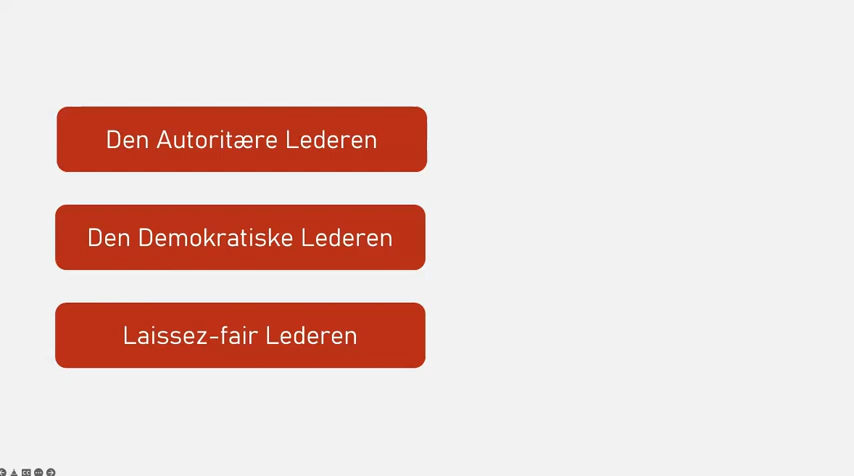 Den Autoritære Lederen
Den Demokratiske Lederen
Laissez-fair Lederen